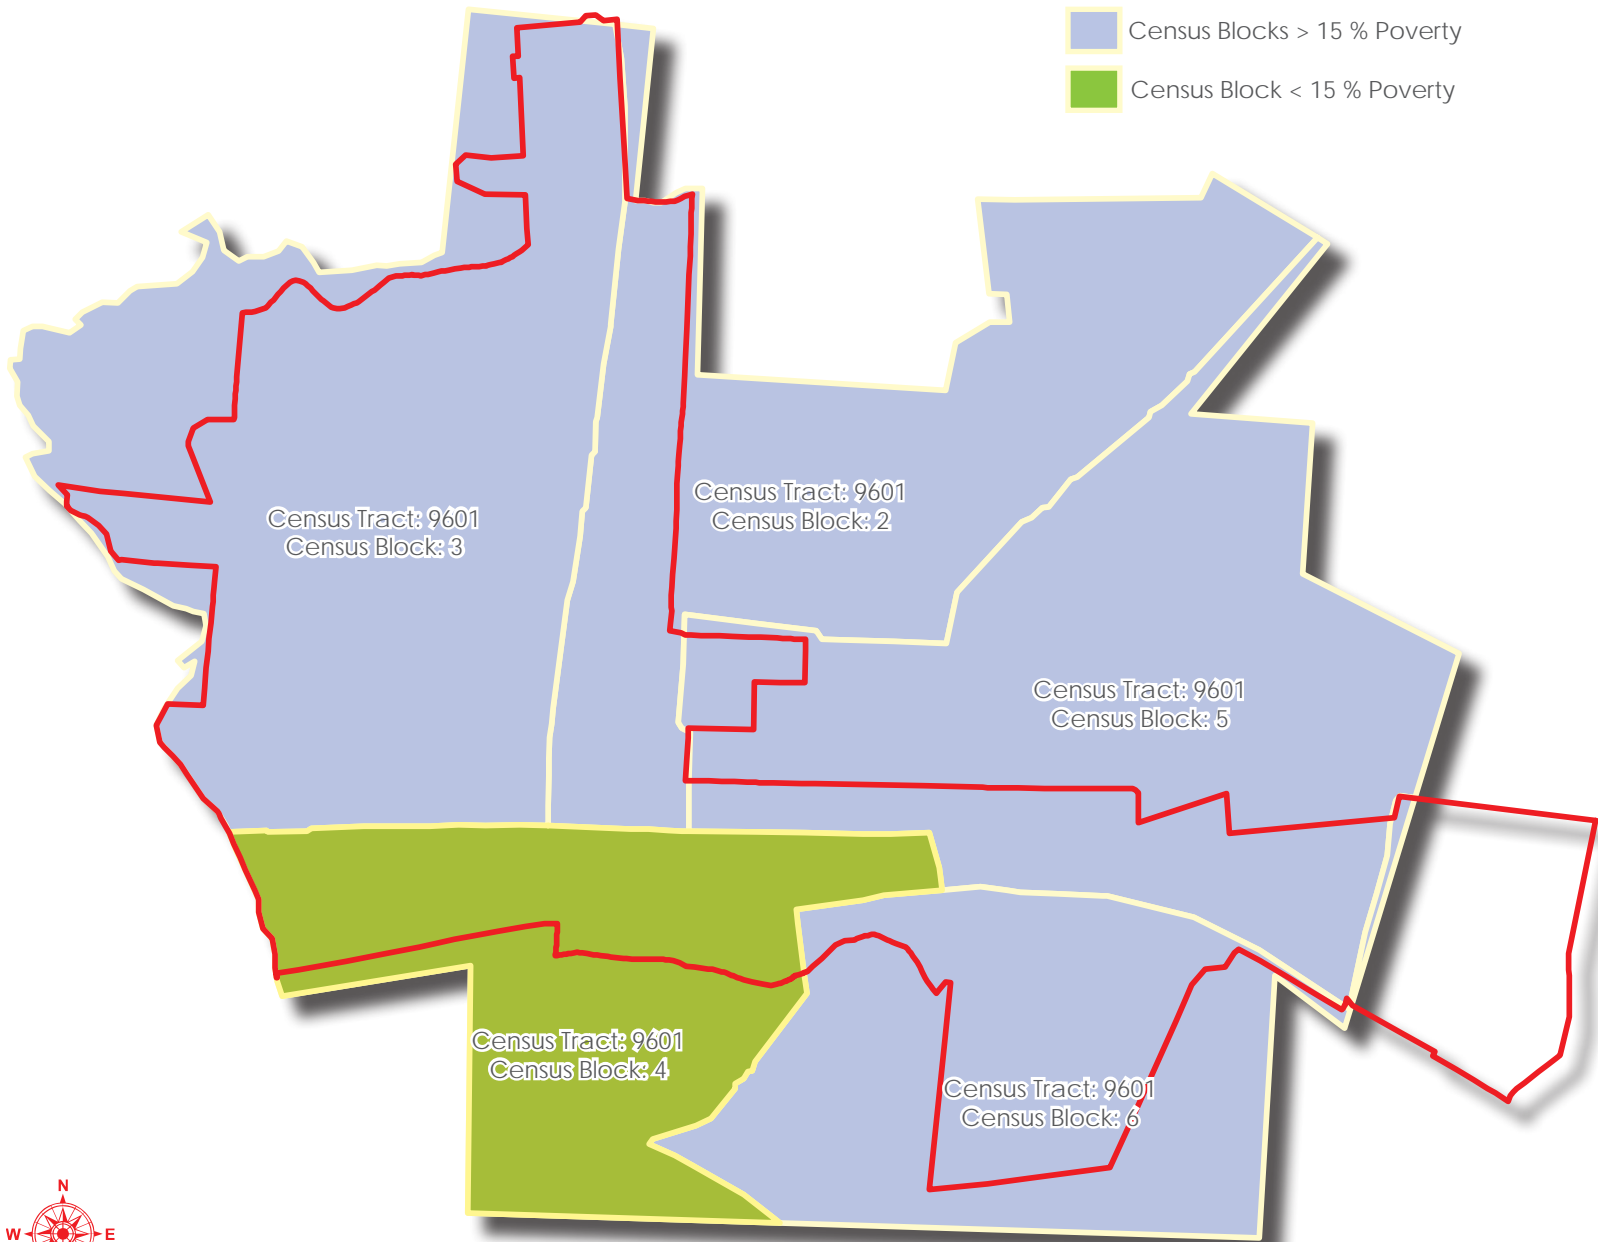 Census Blocks > 15 % Poverty
Census Block < 15 % Poverty
Census Tract: 9601
Census Block: 2
Census Tract: 9601
Census Block: 3
Census Tract: 9601
Census Block: 5
Census Tract: 9601
Census Block: 4
Census Tract: 9601
Census Block: 6
N
W E